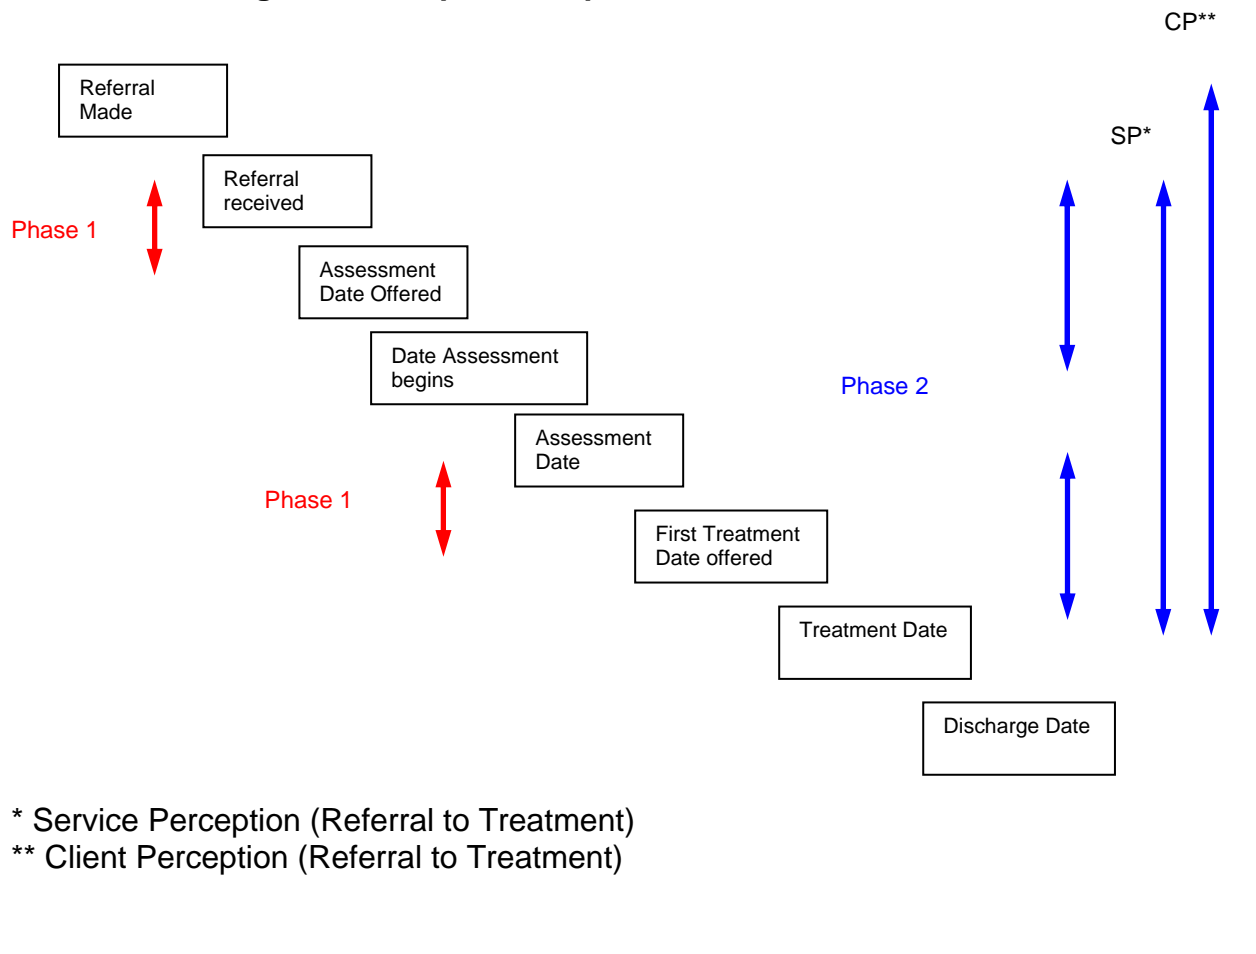 CP**
Referral
Made
SP*
Referral
received
Phase 1
Assessment
Date Offered
Date Assessment
begins
Phase 2
Assessment
Date
Phase 1
First Treatment
Date offered
Treatment Date
Discharge Date
* Service Perception (Referral to Treatment)
** Client Perception (Referral to Treatment)